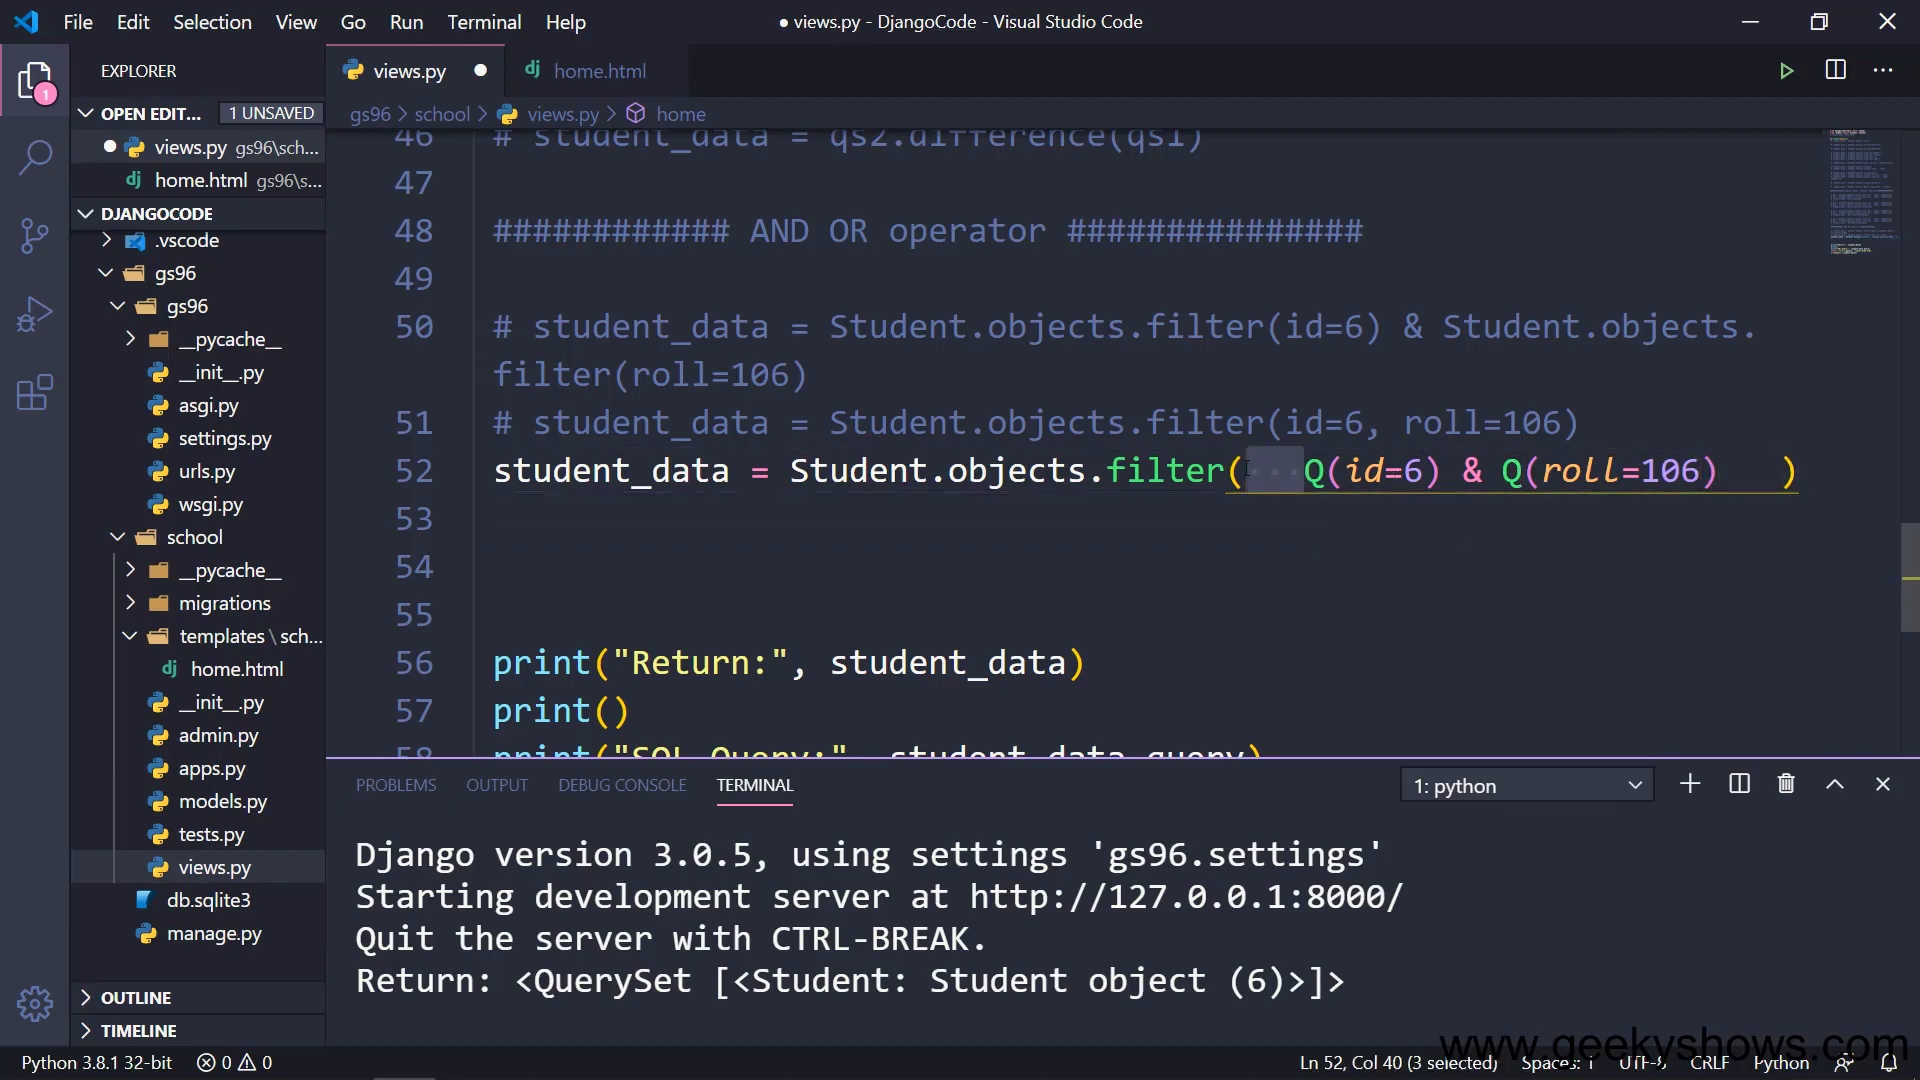 File Edit Selection View Go Run Terminal Help
● views.py - DjangoCode - Visual Studio Code
EXPLORER
views.py
home.html
1
OPEN EDIT... 1 UNSAVED
gs96 > school > views.py > home
views.py gs96\sch...
home.html gs96\s...
DJANGOCODE
.vscode
gs96
gs96
__pycache__
__init__.py
asgi.py
settings.py
urls.py
wsgi.py
school
__pycache__
migrations
templates\sch...
home.html
__init__.py
admin.py
apps.py
models.py
tests.py
views.py
db.sqlite3
manage.py
OUTLINE
TIMELINE
46 # student_data = qs2.difference(qs1)
47
48 ############ AND OR operator ###############
49
50 # student_data = Student.objects.filter(id=6) & Student.objects.
filter(roll=106)
51 # student_data = Student.objects.filter(id=6, roll=106)
52 student_data = Student.objects.filter(   Q(id=6) & Q(roll=106)   )
53
54
55
56 print("Return:", student_data)
57 print()
58 print("SQL Query:", student_data.query)
PROBLEMS OUTPUT DEBUG CONSOLE TERMINAL
1: python
Django version 3.0.5, using settings 'gs96.settings'
Starting development server at http://127.0.0.1:8000/
Quit the server with CTRL-BREAK.
Return: <QuerySet [<Student: Student object (6)>]>
www.geekyshows.com
Python 3.8.1 32-bit 0 0
Ln 52, Col 40 (3 selected) Spaces: 1 UTF-8 CRLF Python